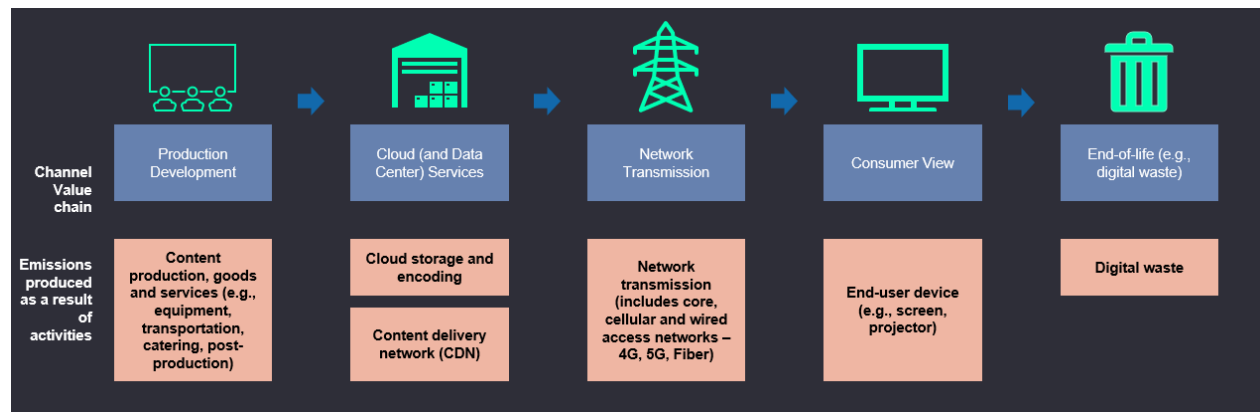 Channel
Value
chain
Production
Development
Cloud (and Data
Center) Services
Network
Transmission
Consumer View
End-of-life (e.g.,
digital waste)
Emissions
produced
as a result
of
activities
Content
production, goods
and services (e.g.,
equipment,
transportation,
catering, post-
production)
Cloud storage and
encoding
Content delivery
network (CDN)
Network
transmission
(includes core,
cellular and wired
access networks –
4G, 5G, Fiber)
End-user device
(e.g., screen,
projector)
Digital waste